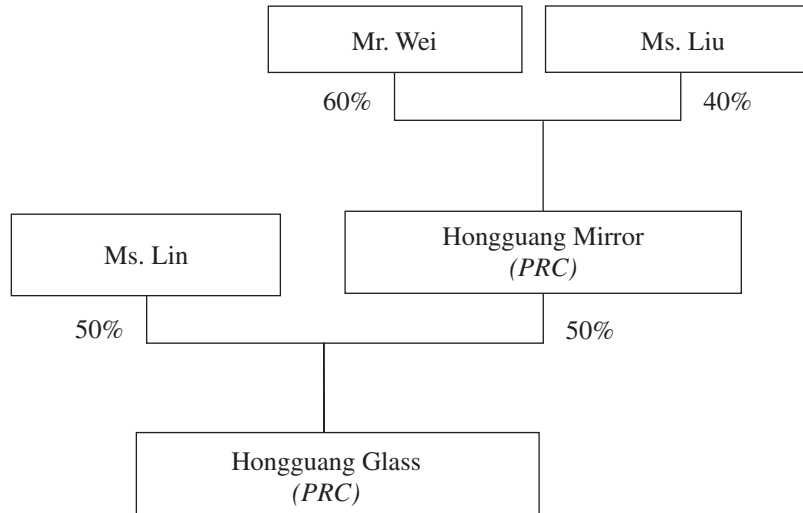 Mr. Wei
Ms. Liu
60%
40%
Ms. Lin
Hongguang Mirror
(PRC)
50%
50%
Hongguang Glass
(PRC)